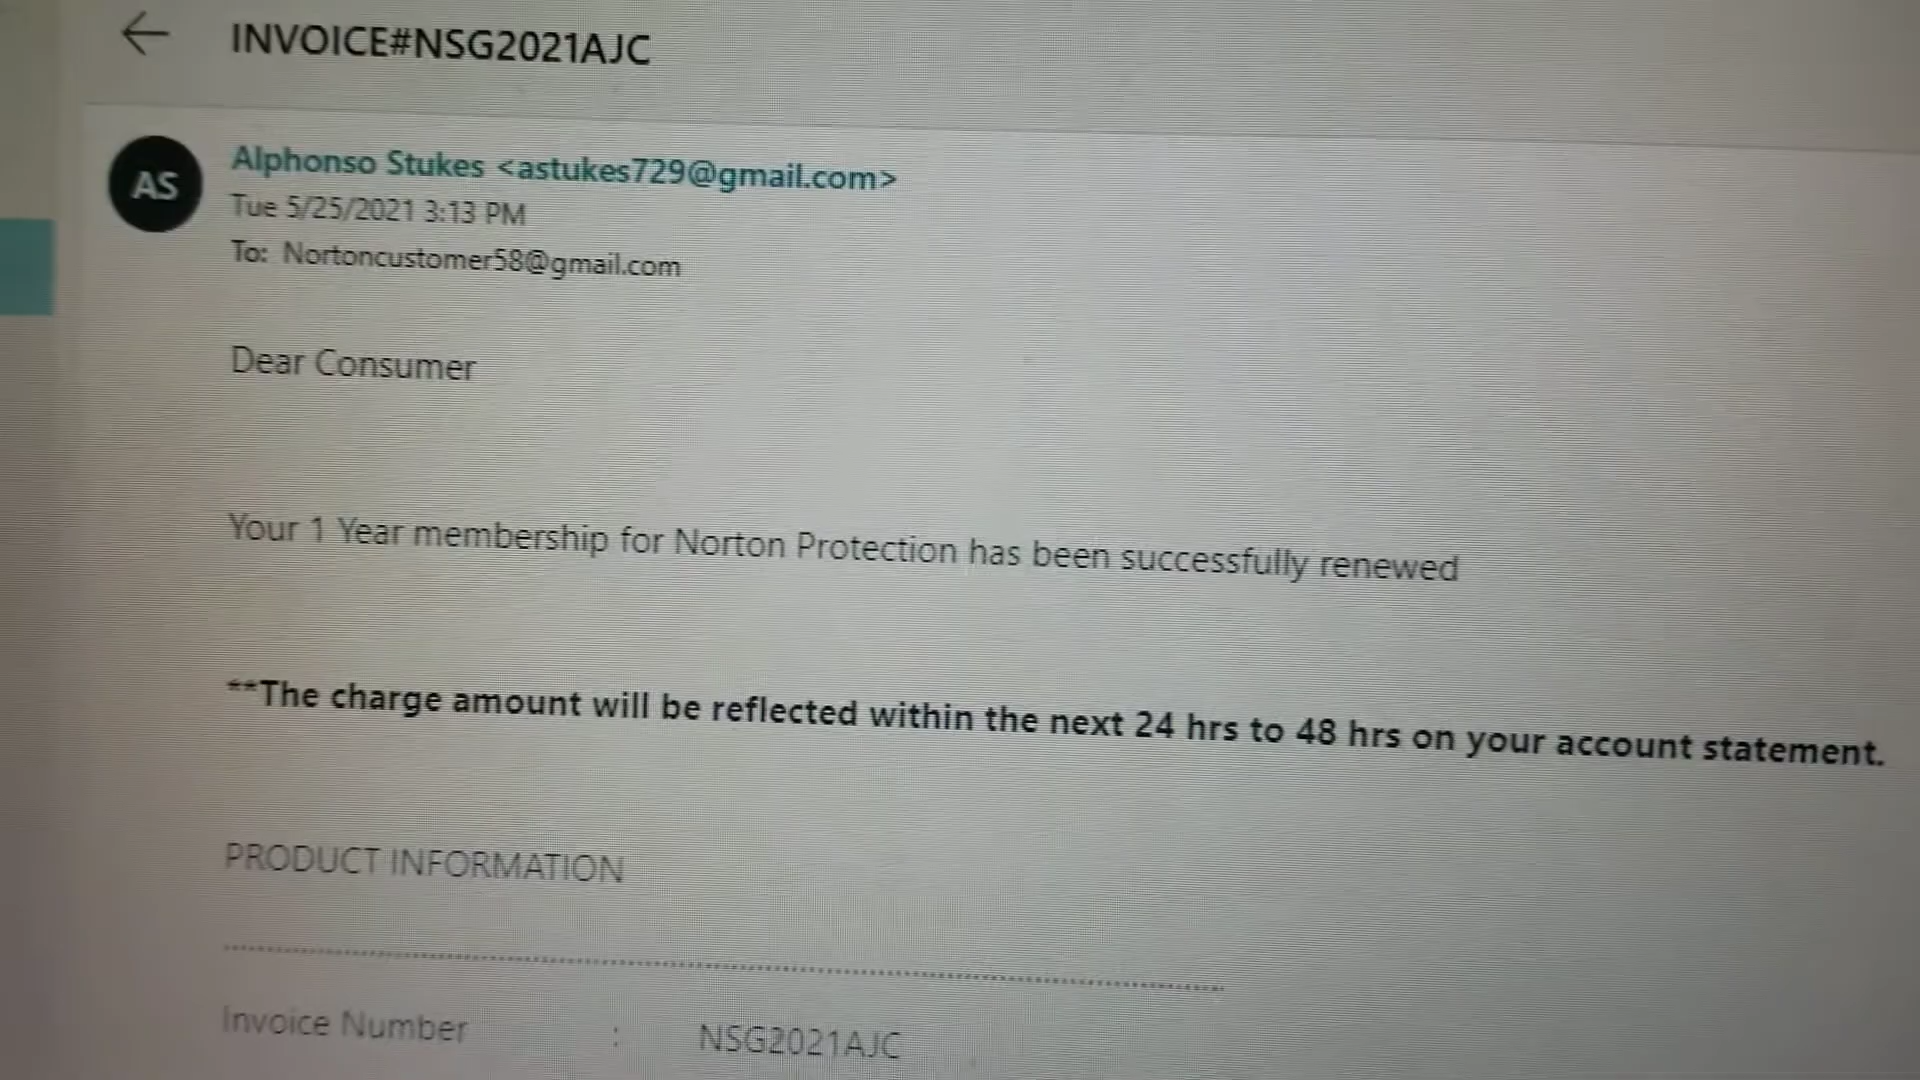 INVOICE#NSG2021AJC
AS
Alphonso Stukes <astukes729@gmail.com>
Tue 5/25/2021 3:13 PM
To: Nortoncustomer58@gmail.com
Dear Consumer
Your 1 Year membership for Norton Protection has been successfully renewed
**The charge amount will be reflected within the next 24 hrs to 48 hrs on your account statement.
PRODUCT INFORMATION
Invoice Number : NSG2021AJC